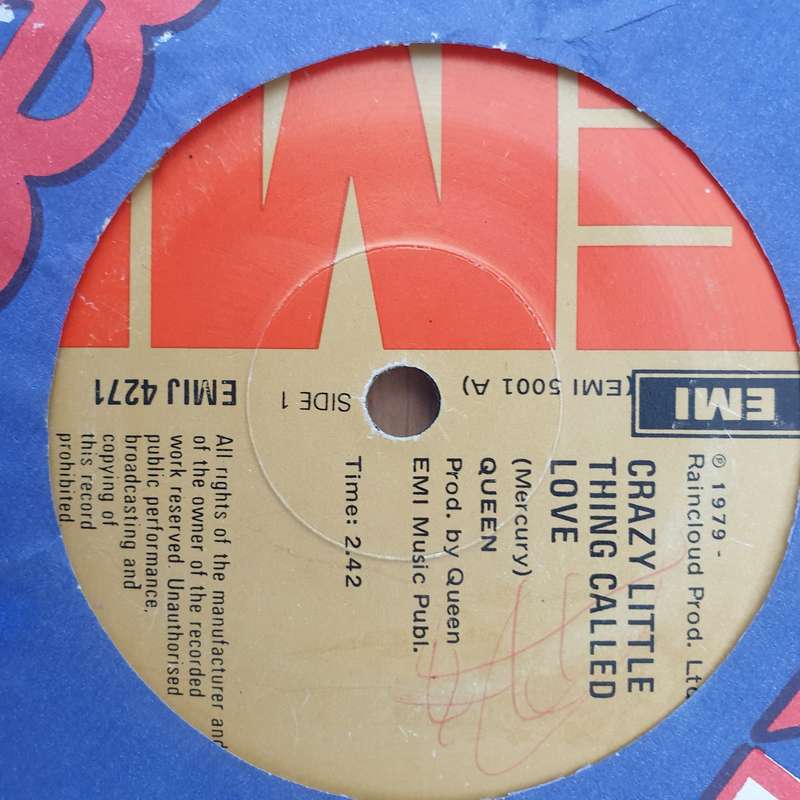 EMI
(EMI 5001 A)
SIDE 1
EMIJ 4271
℗ 1979 -
Raincloud Prod. Ltd
CRAZY LITTLE
THING CALLED
LOVE
(Mercury)
QUEEN
Prod. by Queen
EMI Music Publ.
Time: 2.42
All rights of the manufacturer and
of the owner of the recorded
work reserved. Unauthorised
public performance,
broadcasting and
copying of
this record
prohibited